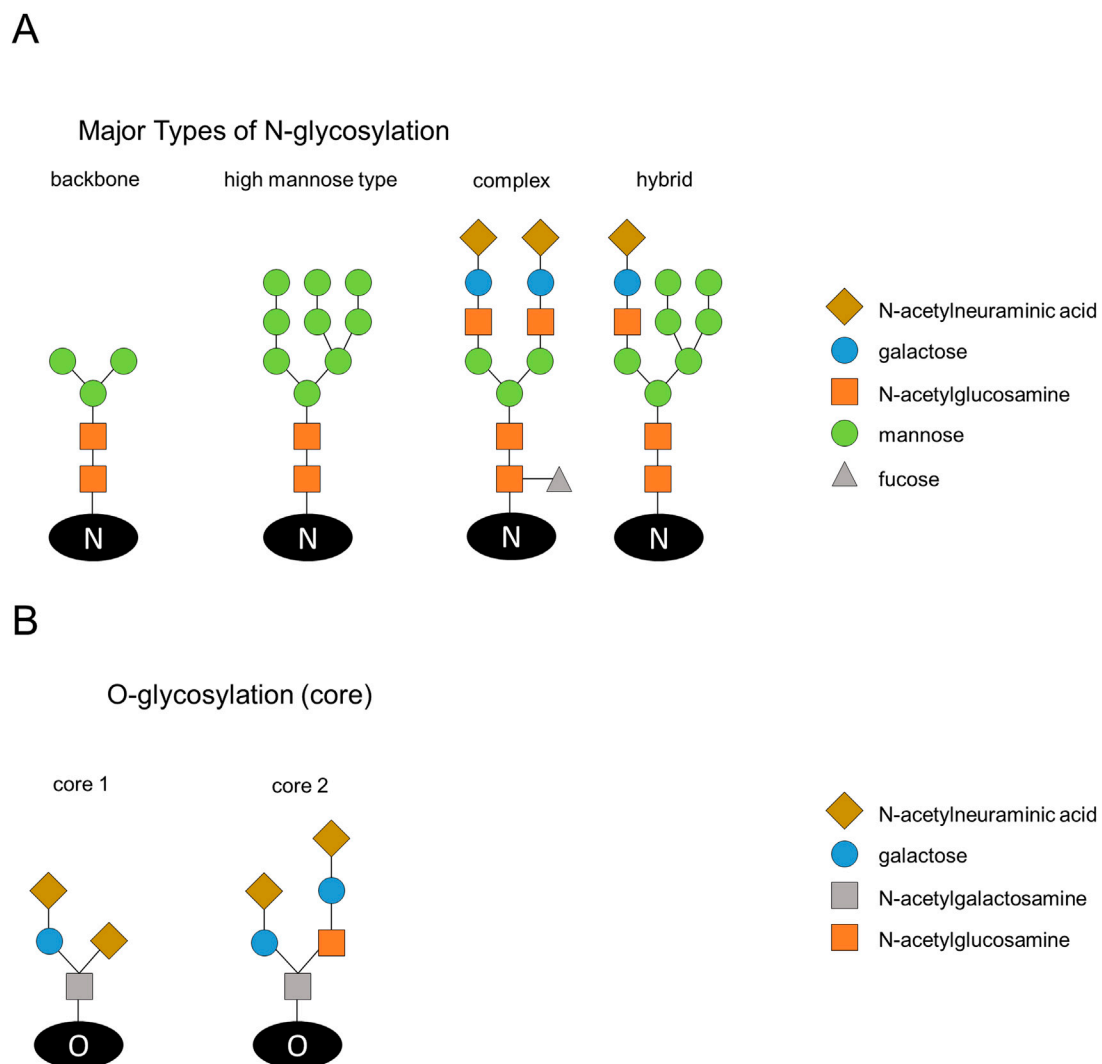 A
Major Types of N-glycosylation
backbone
high mannose type
complex
hybrid
N-acetylneuraminic acid
galactose
N-acetylglucosamine
mannose
fucose
N
N
N
N
B
O-glycosylation (core)
core 1
core 2
N-acetylneuraminic acid
galactose
N-acetylgalactosamine
N-acetylglucosamine
O
O